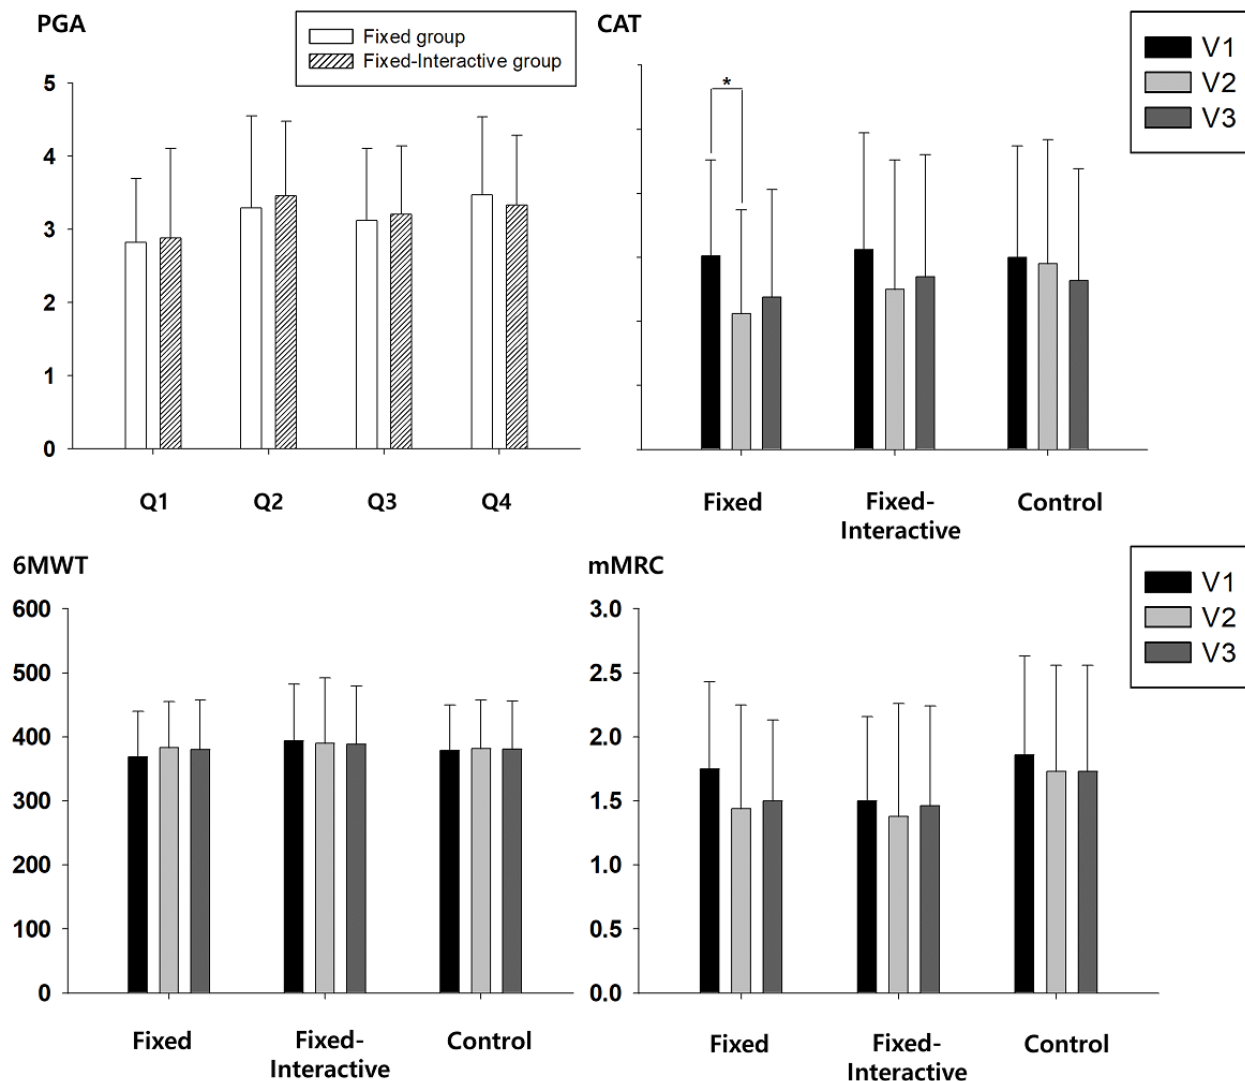 PGA
Fixed group
Fixed-Interactive group
5
4
3
2
1
0
Q1 Q2 Q3 Q4
CAT
V1
V2
V3
*
Fixed Fixed- Control
Interactive
6MWT
600
500
400
300
200
100
0
Fixed Fixed- Control
Interactive
mMRC
V1
V2
V3
3.0
2.5
2.0
1.5
1.0
0.5
0.0
Fixed Fixed- Control
Interactive